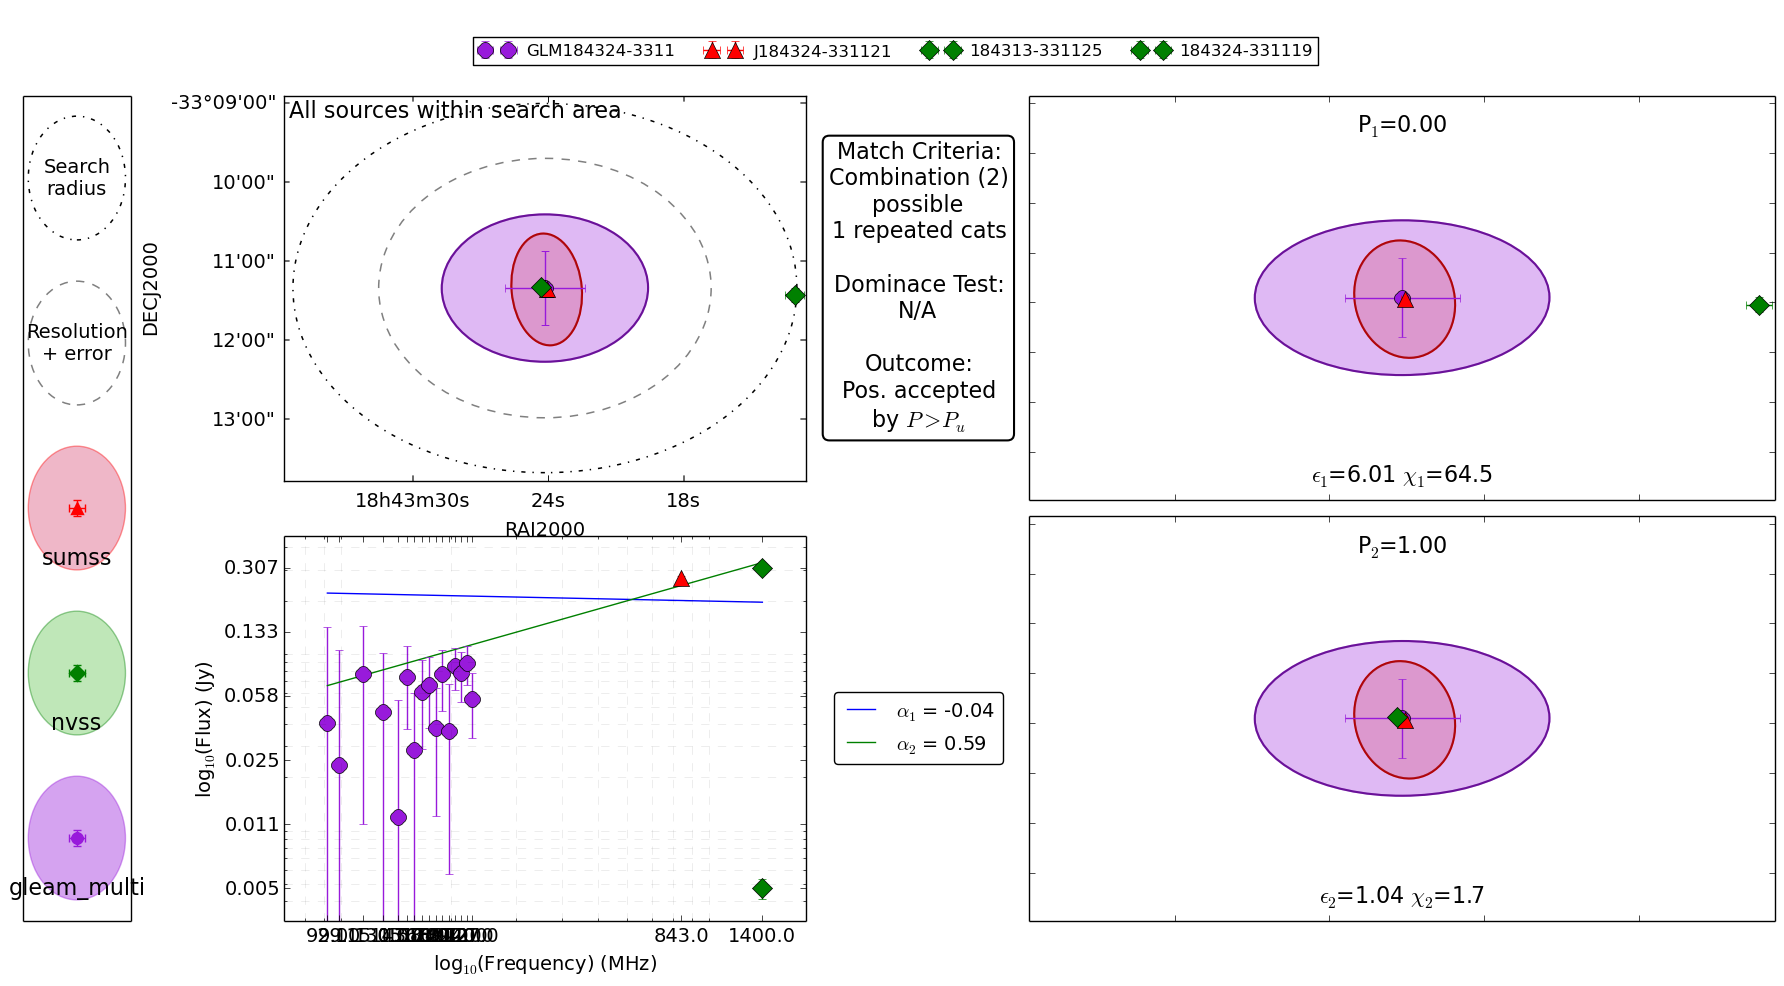 GLM184324-3311 J184324-331121 184313-331125 184324-331119
Search
radius
Resolution
+ error
sumss
nvss
gleam_multi
All sources within search area
-33°09'00"
10'00"
11'00"
12'00"
13'00"
DECJ2000
18h43m30s 24s 18s
RAJ2000
Match Criteria:
Combination (2)
possible
1 repeated cats
Dominace Test:
N/A
Outcome:
Pos. accepted
by P>Pu
P1=0.00
ϵ1=6.01 χ1=64.5
0.307
0.133
0.058
0.025
0.011
0.005
log10(Flux) (Jy)
843.0 1400.0
log10(Frequency) (MHz)
α1 = -0.04
α2 = 0.59
P2=1.00
ϵ2=1.04 χ2=1.7